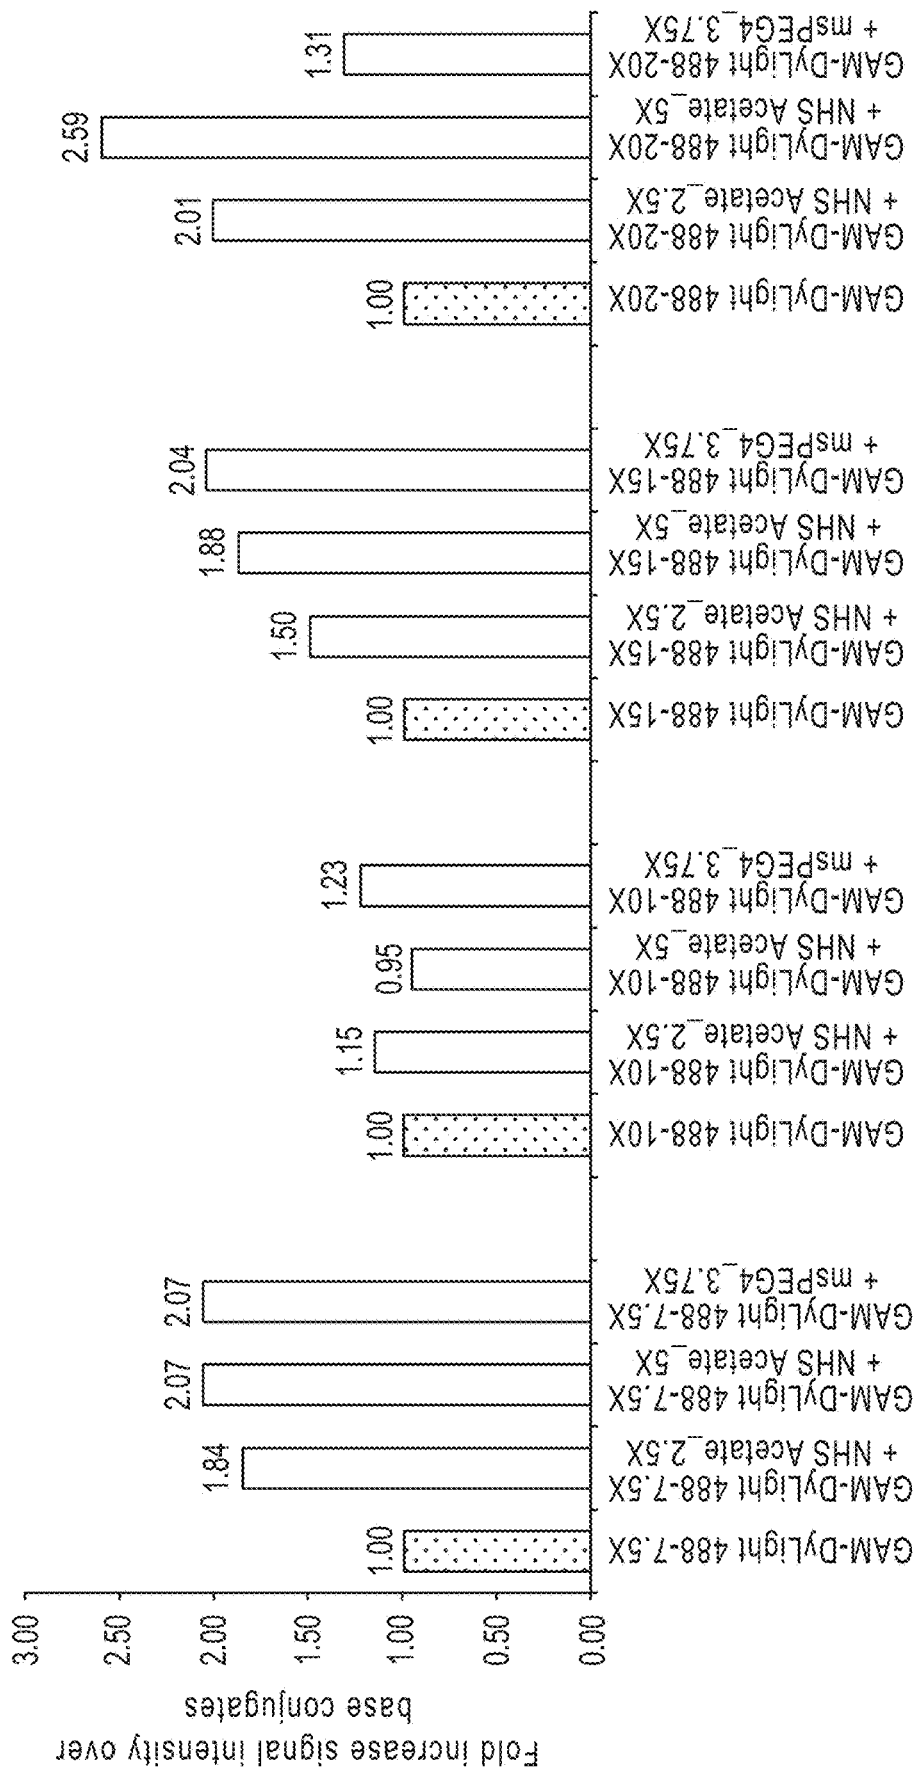 Fold increase signal intensity over
base conjugates
3.00
2.50
2.00
1.50
1.00
0.50
0.00
1.00
1.84
2.07
2.07
1.00
1.15
0.95
1.23
1.00
1.50
1.88
2.04
1.00
2.01
2.59
1.31
GAM-DyLight 488-7.5X
GAM-DyLight 488-7.5X
+ NHS Acetate_2.5X
GAM-DyLight 488-7.5X
+ NHS Acetate_5X
GAM-DyLight 488-7.5X
+ msPEG4_3.75X
GAM-DyLight 488-10X
GAM-DyLight 488-10X
+ NHS Acetate_2.5X
GAM-DyLight 488-10X
+ NHS Acetate_5X
GAM-DyLight 488-10X
+ msPEG4_3.75X
GAM-DyLight 488-15X
GAM-DyLight 488-15X
+ NHS Acetate_2.5X
GAM-DyLight 488-15X
+ NHS Acetate_5X
GAM-DyLight 488-15X
+ msPEG4_3.75X
GAM-DyLight 488-20X
GAM-DyLight 488-20X
+ NHS Acetate_2.5X
GAM-DyLight 488-20X
+ NHS Acetate_5X
GAM-DyLight 488-20X
+ msPEG4_3.75X